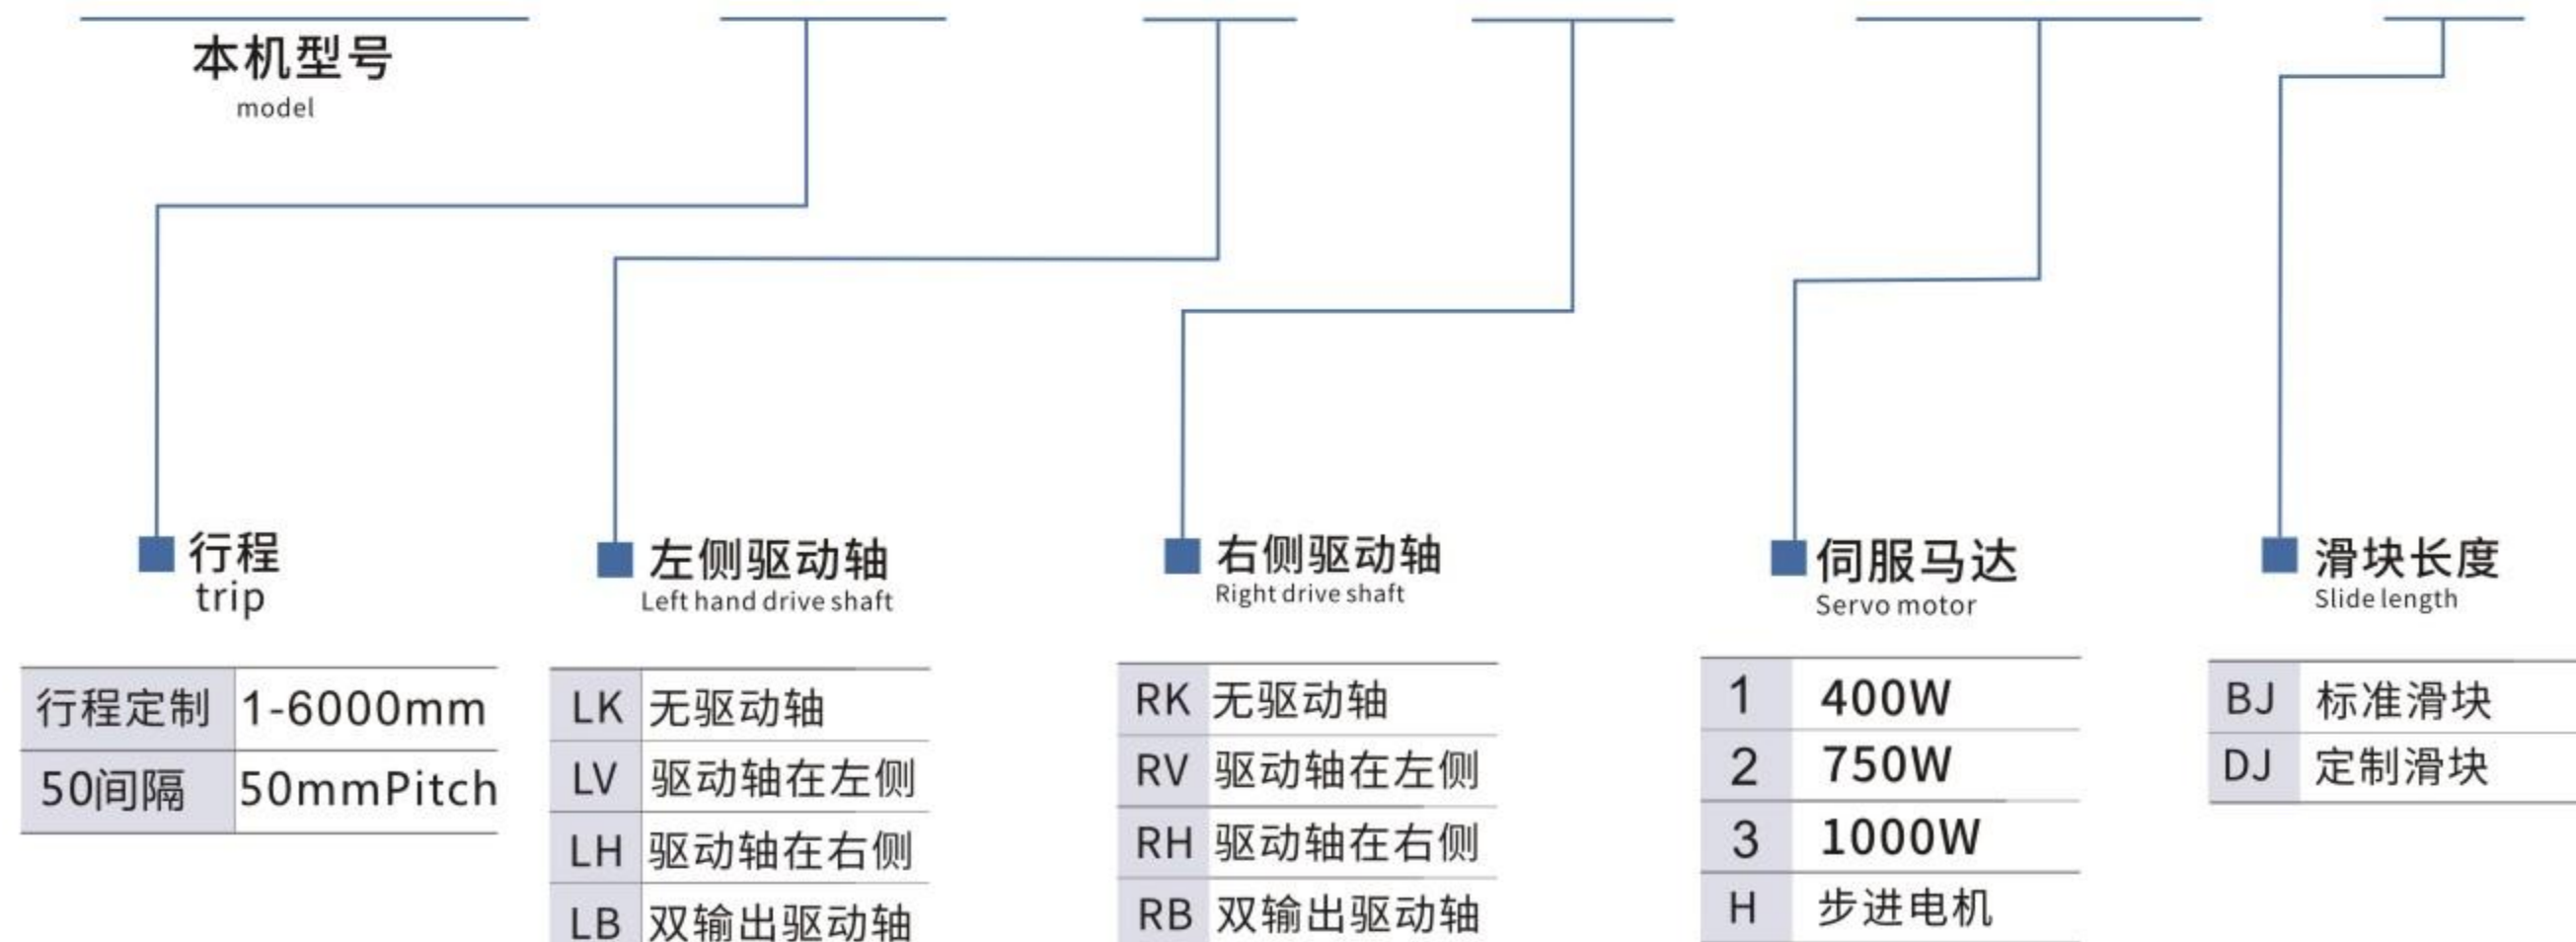 本机型号
model
行程
trip
左侧驱动轴
Left hand drive shaft
右侧驱动轴
Right drive shaft
伺服马达
Servo motor
滑块长度
Slide length
行程定制 1-6000mm
50间隔 50mmPitch
LK 无驱动轴
LV 驱动轴在左侧
LH 驱动轴在右侧
LB 双输出驱动轴
RK 无驱动轴
RV 驱动轴在左侧
RH 驱动轴在右侧
RB 双输出驱动轴
1 400W
2 750W
3 1000W
H 步进电机
BJ 标准滑块
DJ 定制滑块